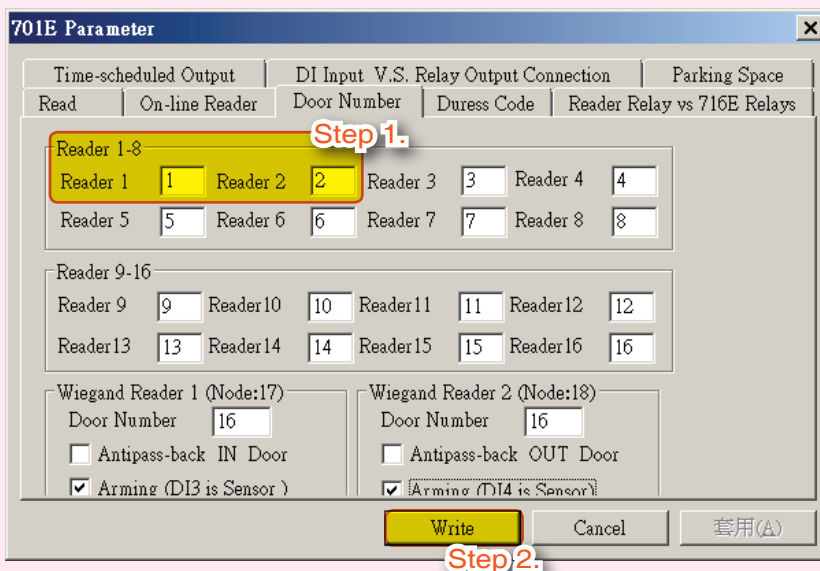 701E Parameter
Time-scheduled Output DI Input V.S. Relay Output Connection Parking Space
Read On-line Reader Door Number Duress Code Reader Relay vs 716E Relays
Step 1.
Reader 1-8
Reader 1 1 Reader 2 2 Reader 3 3 Reader 4 4
Reader 5 5 Reader 6 6 Reader 7 7 Reader 8 8
Reader 9-16
Reader 9 9 Reader10 10 Reader11 11 Reader12 12
Reader13 13 Reader14 14 Reader15 15 Reader16 16
Wiegand Reader 1 (Node:17) Wiegand Reader 2 (Node:18)
Door Number 16 Door Number 16
Antipass-back IN Door Antipass-back OUT Door
Arming (DI3 is Sensor ) Arming (DI4 is Sensor)
Write Cancel 套用(A)
Step 2.